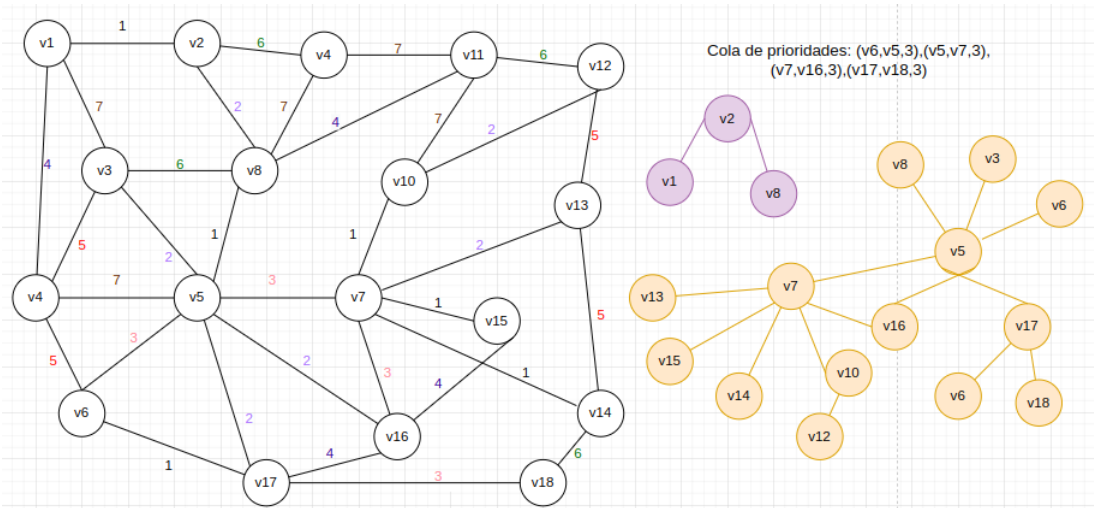 Cola de prioridades: (v6,v5,3),(v5,v7,3),
(v7,v16,3),(v17,v18,3)
1
v1
v2
6
v4
7
v11
6
v12
7
2
7
4
7
2
5
4
v3
6
v8
v10
v13
5
2
1
1
2
v4
7
v5
3
v7
1
v15
5
5
3
2
3
4
1
v6
2
v16
v14
1
4
6
v17
3
v18
v2
v1
v8
v8
v3
v6
v5
v7
v13
v16
v17
v15
v14
v10
v6
v18
v12